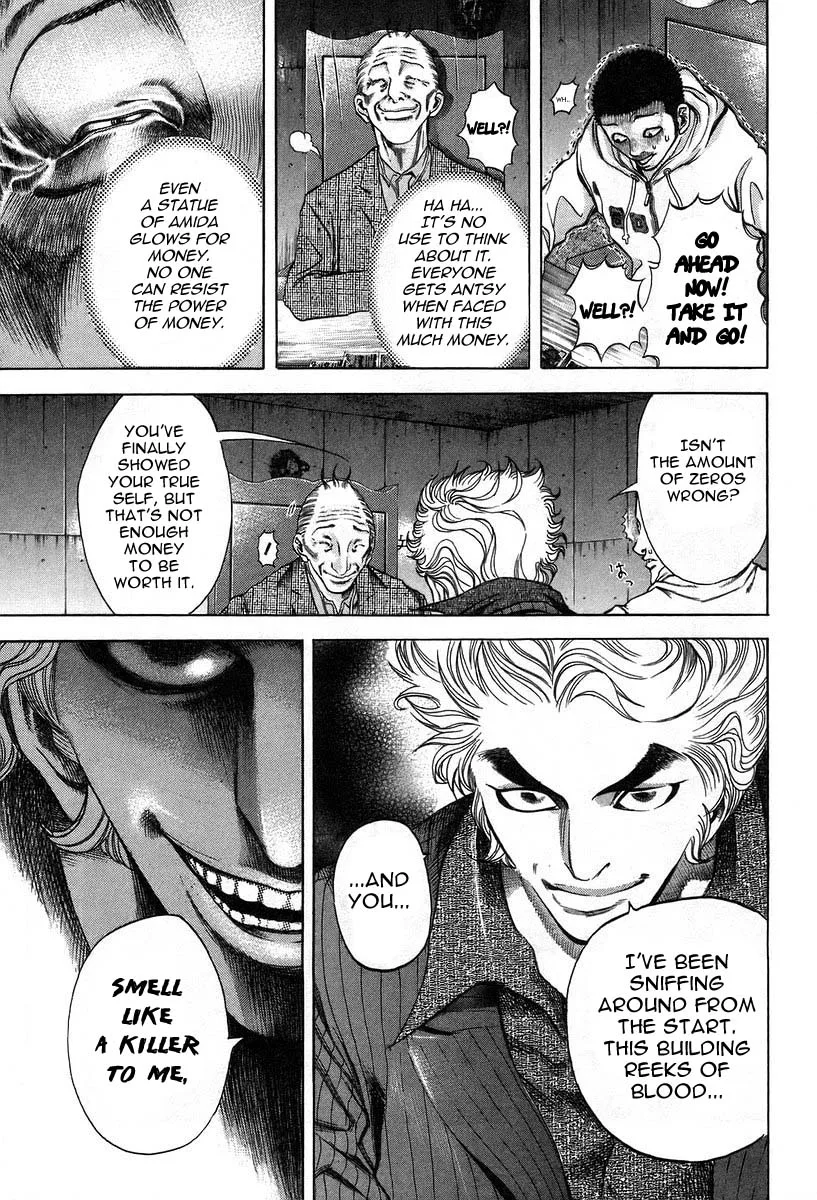 WH..
GO
AHEAD
NOW!
TAKE IT
AND GO!
WELL?!
WELL?!
HA HA...
IT'S NO
USE TO THINK
ABOUT IT.
EVERYONE
GETS ANTSY
WHEN FACED
WITH THIS
MUCH MONEY.
EVEN
A STATUE
OF AMIDA
GLOWS FOR
MONEY.
NO ONE
CAN RESIST
THE POWER
OF MONEY.
ISN'T
THE AMOUNT
OF ZEROS
WRONG?
はっ
YOU'VE
FINALLY
SHOWED
YOUR TRUE
SELF, BUT
THAT'S NOT
ENOUGH
MONEY
TO BE
WORTH IT.
I'VE BEEN
SNIFFING
AROUND FROM
THE START.
THIS BUILDING
REEKS OF
BLOOD...
...AND
YOU...
SMELL
LIKE
A KILLER
TO ME.